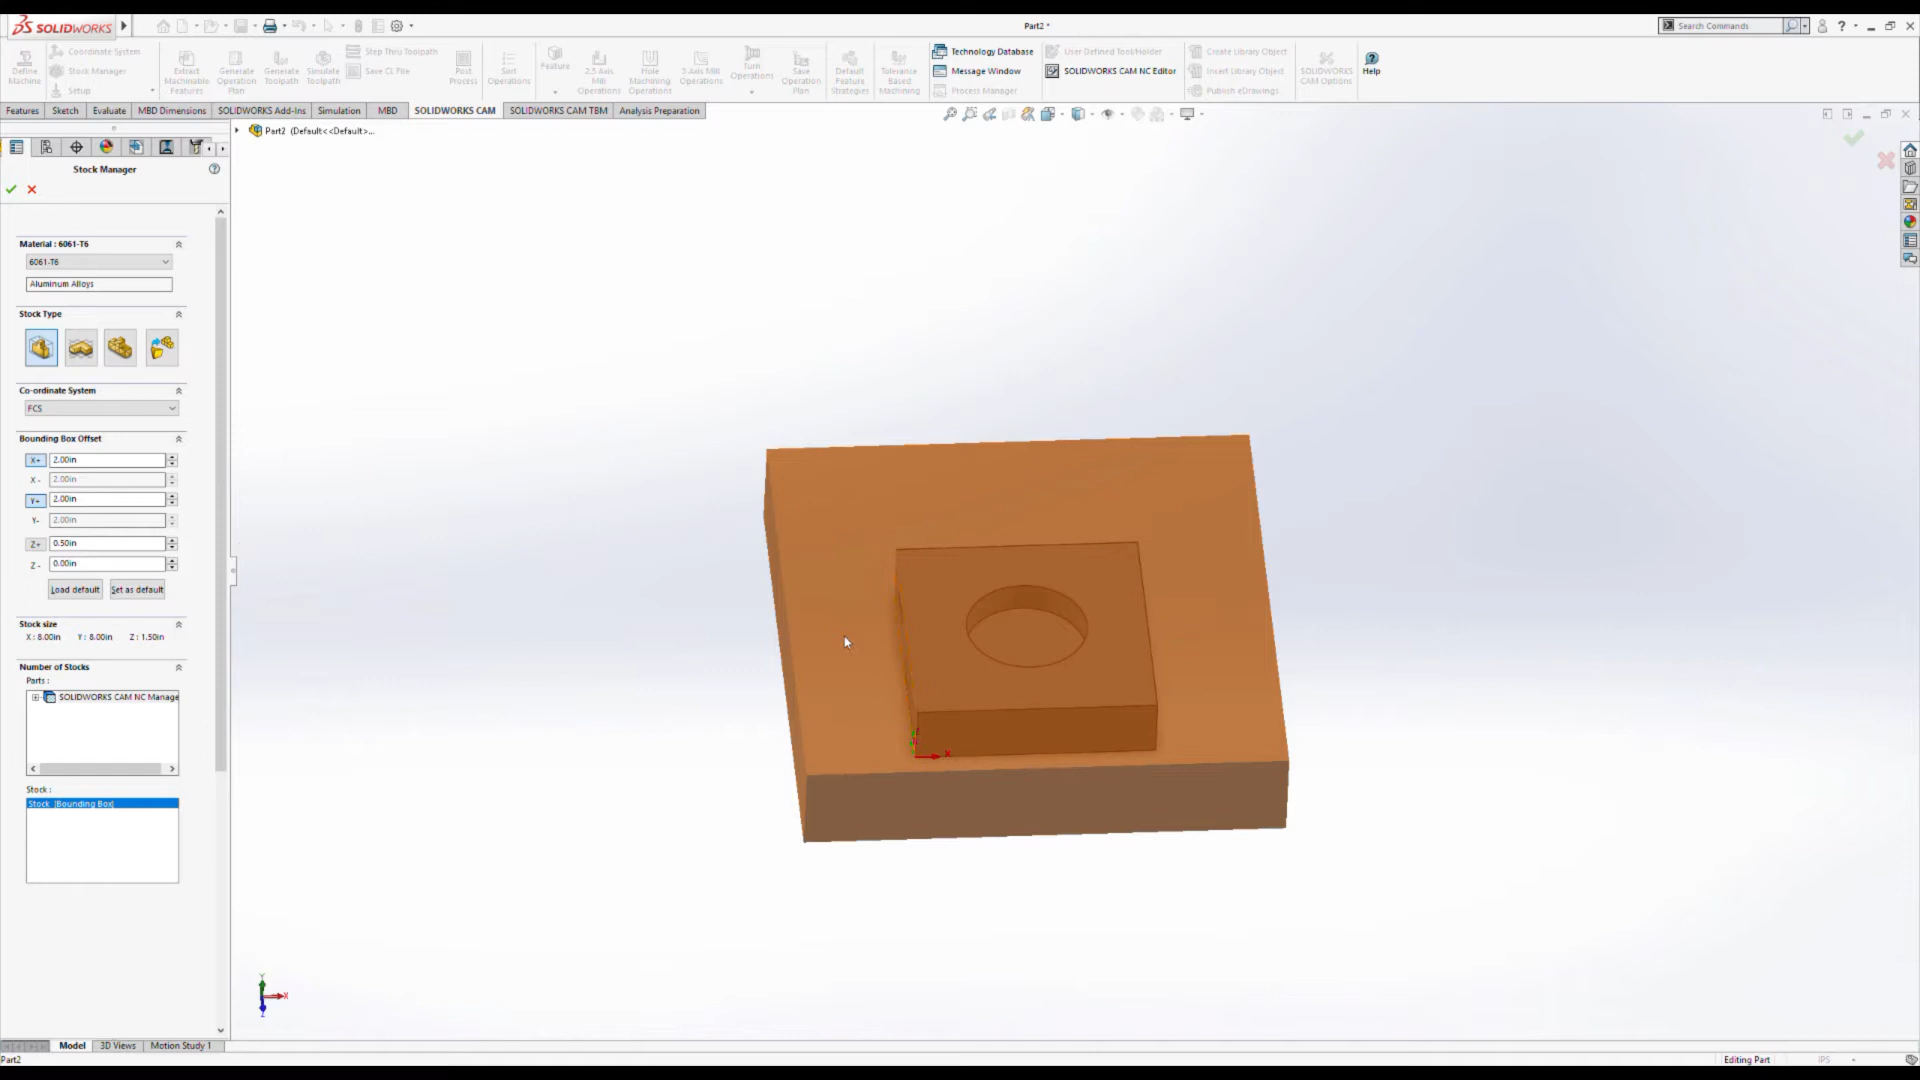 SOLIDWORKS
Part2 *
Search Commands
Define Machine
Coordinate System
Stock Manager
Setup
Extract Machinable Features
Generate Operation Plan
Generate Toolpath
Simulate Toolpath
Step Thru Toolpath
Save CL File
Post Process
Sort Operations
Feature
2.5 Axis Mill Operations
Hole Machining Operations
3 Axis Mill Operations
Turn Operations
Save Operation Plan
Default Feature Strategies
Tolerance Based Machining
Technology Database
Message Window
Process Manager
User Defined Tool/Holder
SOLIDWORKS CAM NC Editor
Create Library Object
Insert Library Object
Publish eDrawings
SOLIDWORKS CAM Options
Help
Features
Sketch
Evaluate
MBD Dimensions
SOLIDWORKS Add-Ins
Simulation
MBD
SOLIDWORKS CAM
SOLIDWORKS CAM TBM
Analysis Preparation
Part2 (Default<<Default>...
Stock Manager
Material : 6061-T6
6061-T6
Aluminum Alloys
Stock Type
Co-ordinate System
FCS
Bounding Box Offset
X+ 2.00in
X- 2.00in
Y+ 2.00in
Y- 2.00in
Z+ 0.50in
Z- 0.00in
Load default
Set as default
Stock size
X : 8.00in Y : 8.00in Z : 1.50in
Number of Stocks
Parts :
SOLIDWORKS CAM NC Manage
Stock :
Stock [Bounding Box]
X
Y
X
Z
Model
3D Views
Motion Study 1
Part2
Editing Part
IPS